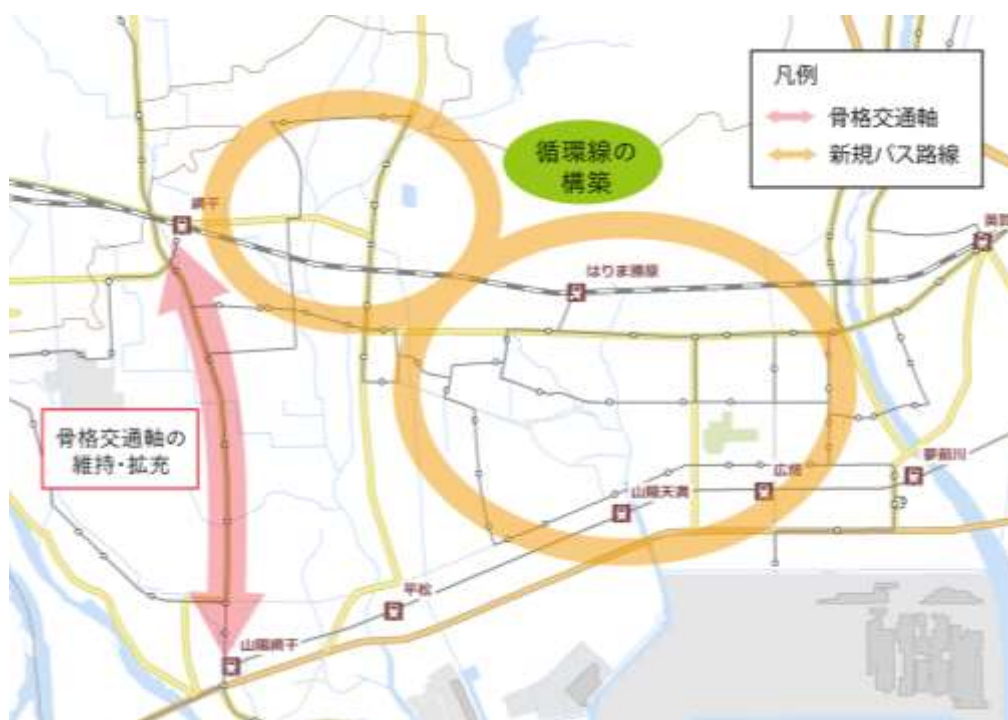 凡例
骨格交通軸
新規バス路線
循環線の
構築
網干
はりま勝原
英賀
骨格交通軸の
維持・拡充
夢前川
広畑
山陽天満
平松
山陽網干